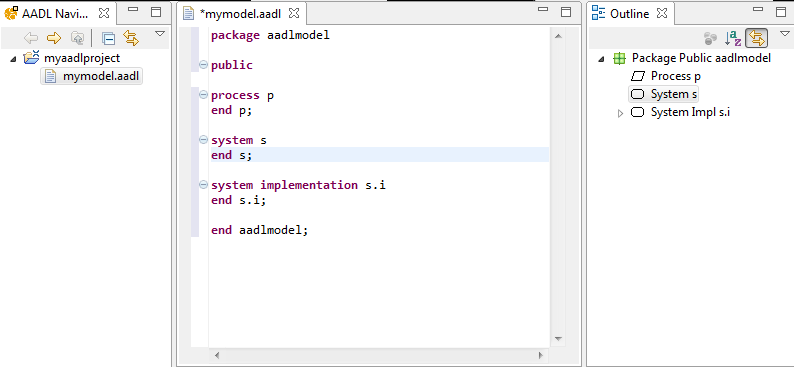 AADL Navi...
myaadlproject
mymodel.aadl
*mymodel.aadl
package aadlmodel
public
process p
end p;
system s
end s;
system implementation s.i
end s.i;
end aadlmodel;
Outline
Package Public aadlmodel
Process p
System s
System Impl s.i